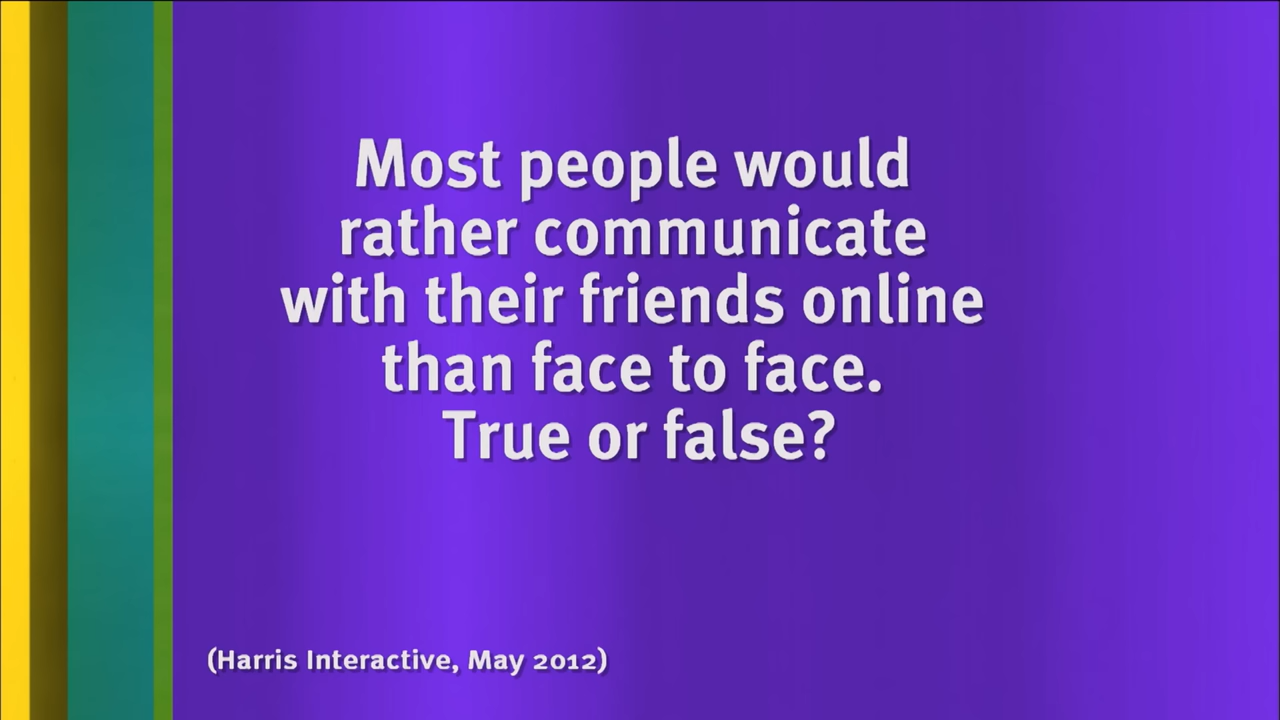 Most people would
rather communicate
with their friends online
than face to face.
True or false?
(Harris Interactive, May 2012)